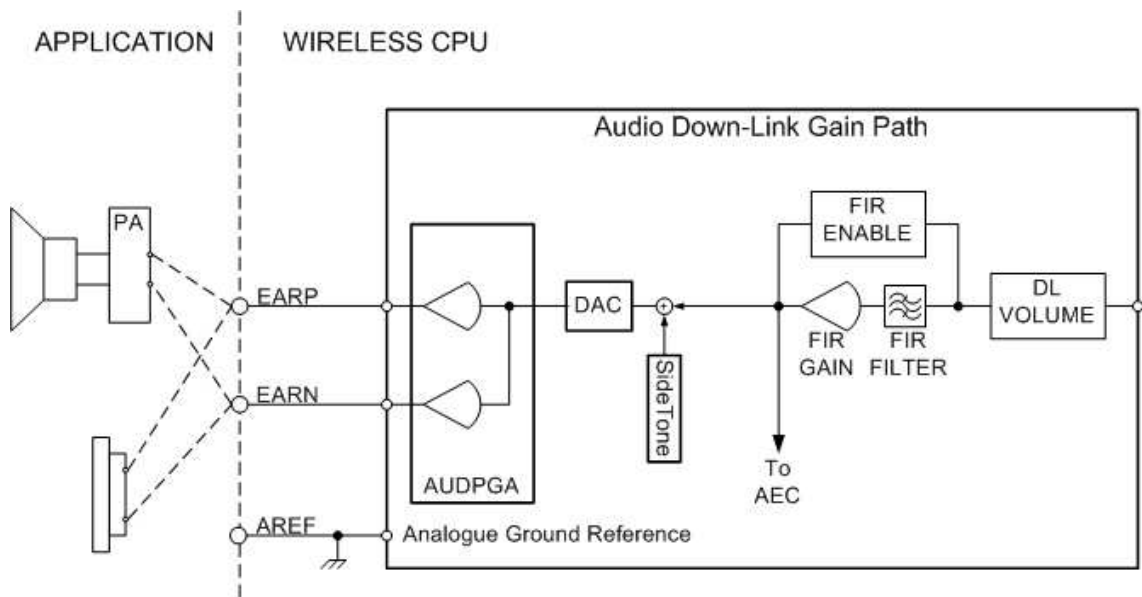 APPLICATION
WIRELESS CPU
Audio Down-Link Gain Path
PA
FIR
ENABLE
EARP
DAC
+
DL
VOLUME
FIR
GAIN
FIR
FILTER
SideTone
EARN
To
AEC
AUDPGA
AREF
Analogue Ground Reference